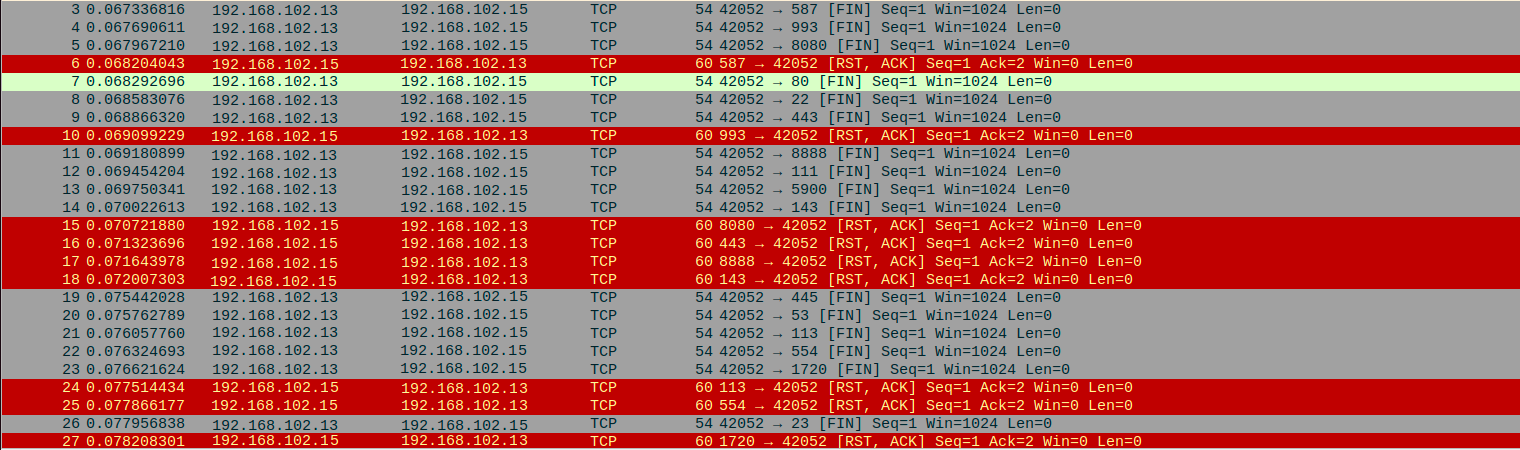 3 0.067336816 192.168.102.13 192.168.102.15 TCP 54 42052 → 587 [FIN] Seq=1 Win=1024 Len=0
4 0.067690611 192.168.102.13 192.168.102.15 TCP 54 42052 → 993 [FIN] Seq=1 Win=1024 Len=0
5 0.067967210 192.168.102.13 192.168.102.15 TCP 54 42052 → 8080 [FIN] Seq=1 Win=1024 Len=0
6 0.068204043 192.168.102.15 192.168.102.13 TCP 60 587 → 42052 [RST, ACK] Seq=1 Ack=2 Win=0 Len=0
7 0.068292696 192.168.102.13 192.168.102.15 TCP 54 42052 → 80 [FIN] Seq=1 Win=1024 Len=0
8 0.068583076 192.168.102.13 192.168.102.15 TCP 54 42052 → 22 [FIN] Seq=1 Win=1024 Len=0
9 0.068866320 192.168.102.13 192.168.102.15 TCP 54 42052 → 443 [FIN] Seq=1 Win=1024 Len=0
10 0.069099229 192.168.102.15 192.168.102.13 TCP 60 993 → 42052 [RST, ACK] Seq=1 Ack=2 Win=0 Len=0
11 0.069180899 192.168.102.13 192.168.102.15 TCP 54 42052 → 8888 [FIN] Seq=1 Win=1024 Len=0
12 0.069454204 192.168.102.13 192.168.102.15 TCP 54 42052 → 111 [FIN] Seq=1 Win=1024 Len=0
13 0.069750341 192.168.102.13 192.168.102.15 TCP 54 42052 → 5900 [FIN] Seq=1 Win=1024 Len=0
14 0.070022613 192.168.102.13 192.168.102.15 TCP 54 42052 → 143 [FIN] Seq=1 Win=1024 Len=0
15 0.070721880 192.168.102.15 192.168.102.13 TCP 60 8080 → 42052 [RST, ACK] Seq=1 Ack=2 Win=0 Len=0
16 0.071323696 192.168.102.15 192.168.102.13 TCP 60 443 → 42052 [RST, ACK] Seq=1 Ack=2 Win=0 Len=0
17 0.071643978 192.168.102.15 192.168.102.13 TCP 60 8888 → 42052 [RST, ACK] Seq=1 Ack=2 Win=0 Len=0
18 0.072007303 192.168.102.15 192.168.102.13 TCP 60 143 → 42052 [RST, ACK] Seq=1 Ack=2 Win=0 Len=0
19 0.075442028 192.168.102.13 192.168.102.15 TCP 54 42052 → 445 [FIN] Seq=1 Win=1024 Len=0
20 0.075762789 192.168.102.13 192.168.102.15 TCP 54 42052 → 53 [FIN] Seq=1 Win=1024 Len=0
21 0.076057760 192.168.102.13 192.168.102.15 TCP 54 42052 → 113 [FIN] Seq=1 Win=1024 Len=0
22 0.076324693 192.168.102.13 192.168.102.15 TCP 54 42052 → 554 [FIN] Seq=1 Win=1024 Len=0
23 0.076621624 192.168.102.13 192.168.102.15 TCP 54 42052 → 1720 [FIN] Seq=1 Win=1024 Len=0
24 0.077514434 192.168.102.15 192.168.102.13 TCP 60 113 → 42052 [RST, ACK] Seq=1 Ack=2 Win=0 Len=0
25 0.077866177 192.168.102.15 192.168.102.13 TCP 60 554 → 42052 [RST, ACK] Seq=1 Ack=2 Win=0 Len=0
26 0.077956838 192.168.102.13 192.168.102.15 TCP 54 42052 → 23 [FIN] Seq=1 Win=1024 Len=0
27 0.078208301 192.168.102.15 192.168.102.13 TCP 60 1720 → 42052 [RST, ACK] Seq=1 Ack=2 Win=0 Len=0